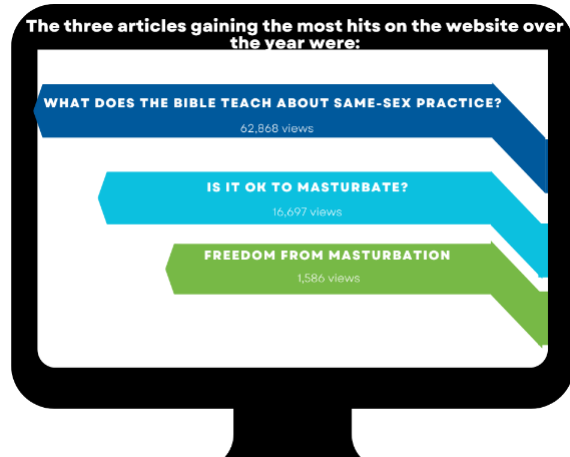 The three articles gaining the most hits on the website over
the year were:
WHAT DOES THE BIBLE TEACH ABOUT SAME-SEX PRACTICE?
62,868 views
IS IT OK TO MASTURBATE?
16,697 views
FREEDOM FROM MASTURBATION
1,586 views